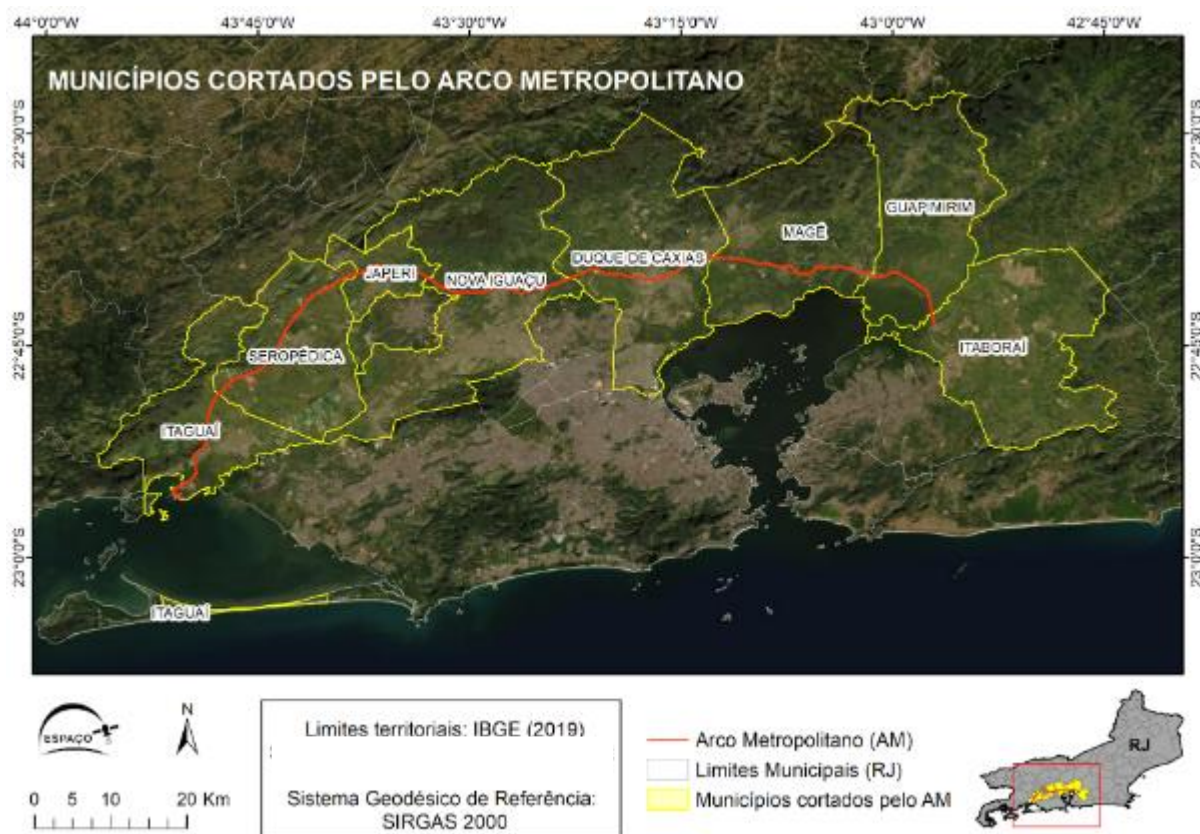 44°0'0"W 43°45'0"W 43°30'0"W 43°15'0"W 43°0'0"W 42°45'0"W
MUNICÍPIOS CORTADOS PELO ARCO METROPOLITANO
22°30'0"S 22°30'0"S
GUAPIMIRIM
MAGÉ
DUQUE DE CAXIAS
JAPERI
NOVA IGUAÇU
22°45'0"S 22°45'0"S
SEROPÉDICA
ITABORAÍ
ITAGUAÍ
23°0'0"S 23°0'0"S
ITAGUAÍ
ESPAÇO
N
0 5 10 20 Km
Limites territoriais: IBGE (2019)
Sistema Geodésico de Referência:
SIRGAS 2000
Arco Metropolitano (AM)
Limites Municipais (RJ)
Municípios cortados pelo AM
RJ